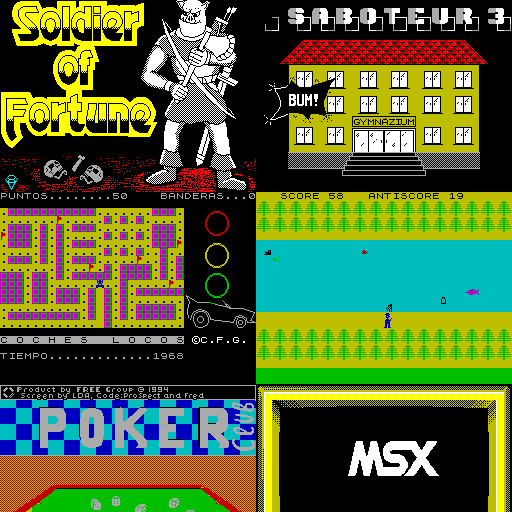 Soldier
of
Fortune
SABOTEUR 3
BUM!
GYMNÁZIUM
PUNTOS........50 BANDERAS...0
COCHES LOCOS ©C.F.G.
TIEMPO..............1968
SCORE 58 ANTISCORE 19
Product by FREE Group © 1994
Screen by LDA, Code:Prospect and Fred
POKER
Club
MSX